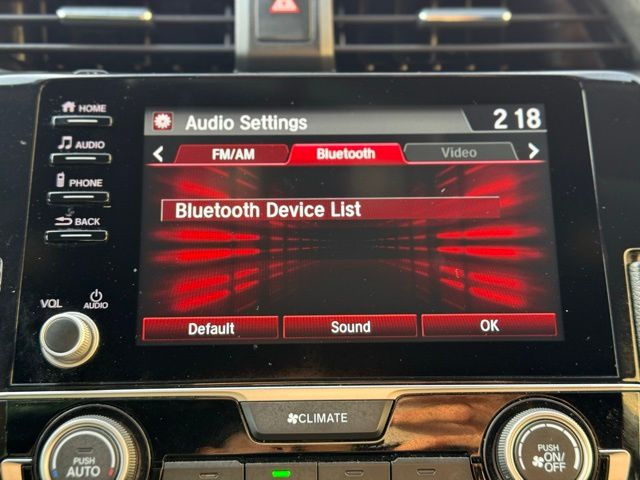 HOME
AUDIO
PHONE
BACK
VOL
AUDIO
Audio Settings
2 18
FM/AM Bluetooth Video
Bluetooth Device List
Default Sound OK
CLIMATE
PUSH
AUTO
PUSH
ON/
OFF